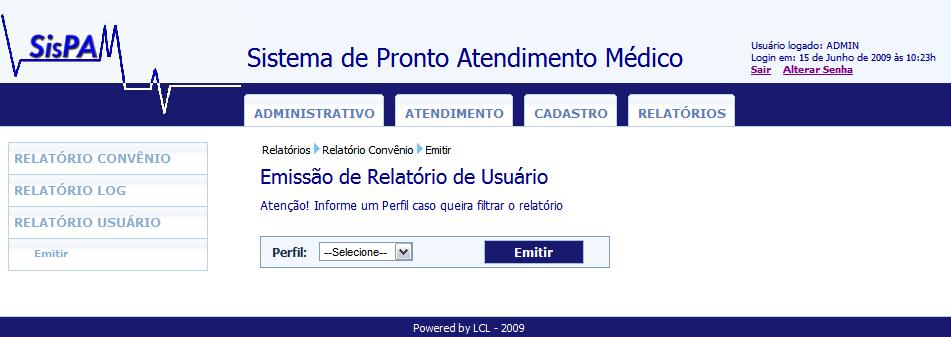 SisPA
Sistema de Pronto Atendimento Médico
Usuário logado: ADMIN
Login em: 15 de Junho de 2009 às 10:23h
Sair Alterar Senha
ADMINISTRATIVO ATENDIMENTO CADASTRO RELATÓRIOS
RELATÓRIO CONVÊNIO
RELATÓRIO LOG
RELATÓRIO USUÁRIO
Emitir
Relatórios Relatório Convênio Emitir
Emissão de Relatório de Usuário
Atenção! Informe um Perfil caso queira filtrar o relatório
Perfil: --Selecione-- Emitir
Powered by LCL - 2009